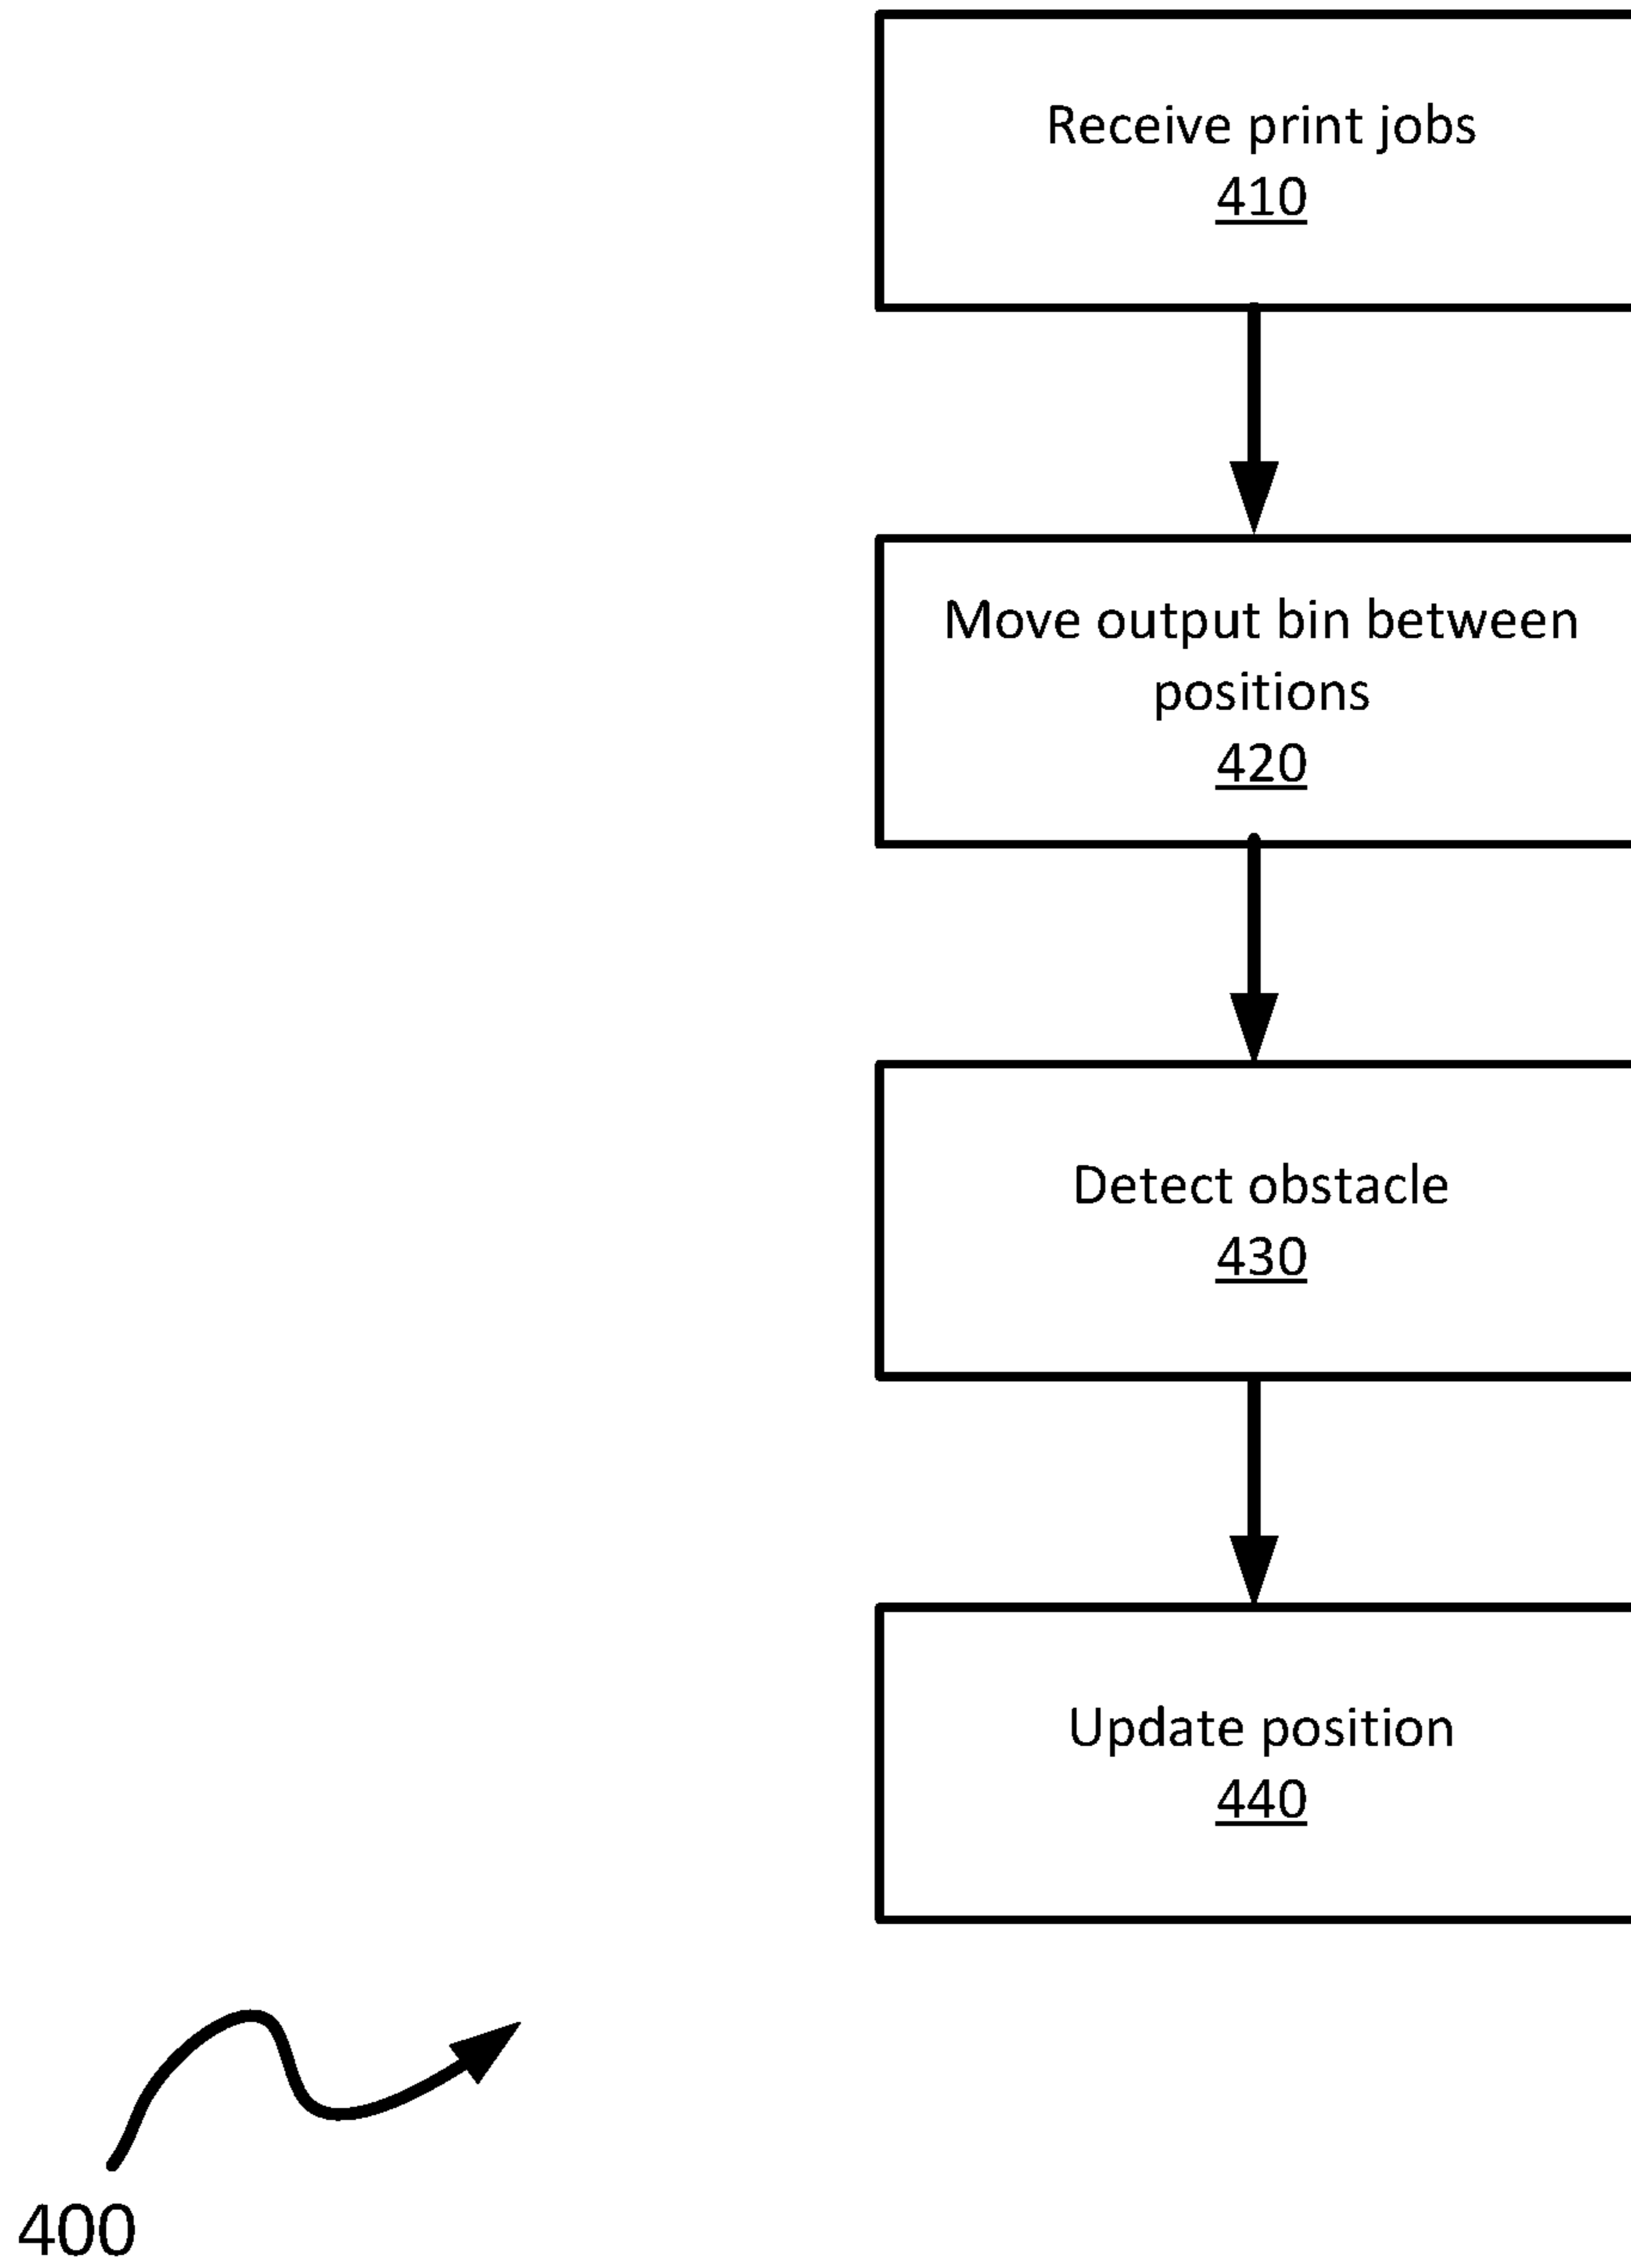 Receive print jobs
410
Move output bin between
positions
420
Detect obstacle
430
Update position
440
400